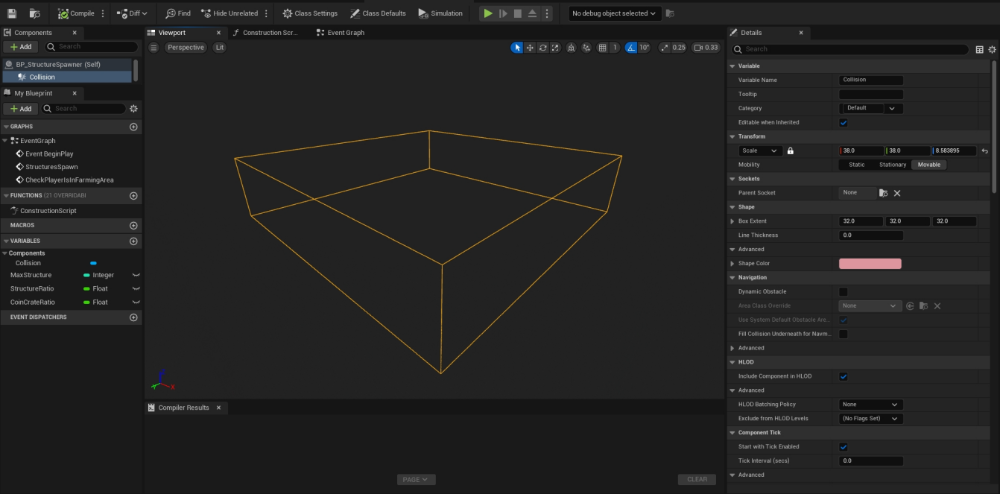 Compile
Diff
Find
Hide Unrelated
Class Settings
Class Defaults
Simulation
No debug object selected
Components
Add
Search
BP_StructureSpawner (Self)
Collision
My Blueprint
Add
Search
GRAPHS
EventGraph
Event BeginPlay
StructuresSpawn
CheckPlayerIsInFarmingArea
FUNCTIONS (21 OVERRIDABL
ConstructionScript
MACROS
VARIABLES
Components
Collision
MaxStructure Integer
StructureRatio Float
CoinCrateRatio Float
EVENT DISPATCHERS
Viewport
Construction Scr...
Event Graph
Perspective
Lit
1
10°
0.25
0.33
Z
Y
X
Compiler Results
PAGE
CLEAR
Details
Search
Variable
Variable Name Collision
Tooltip
Category Default
Editable when Inherited
Transform
Scale 38.0 38.0 8.583895
Mobility Static Stationary Movable
Sockets
Parent Socket None
Shape
Box Extent 32.0 32.0 32.0
Line Thickness 0.0
Advanced
Shape Color
Navigation
Dynamic Obstacle
Area Class Override None
Use System Default Obstacle Are...
Fill Collision Underneath for Navm...
Advanced
HLOD
Include Component in HLOD
Advanced
HLOD Batching Policy None
Exclude from HLOD Levels (No Flags Set)
Component Tick
Start with Tick Enabled
Tick Interval (secs) 0.0
Advanced